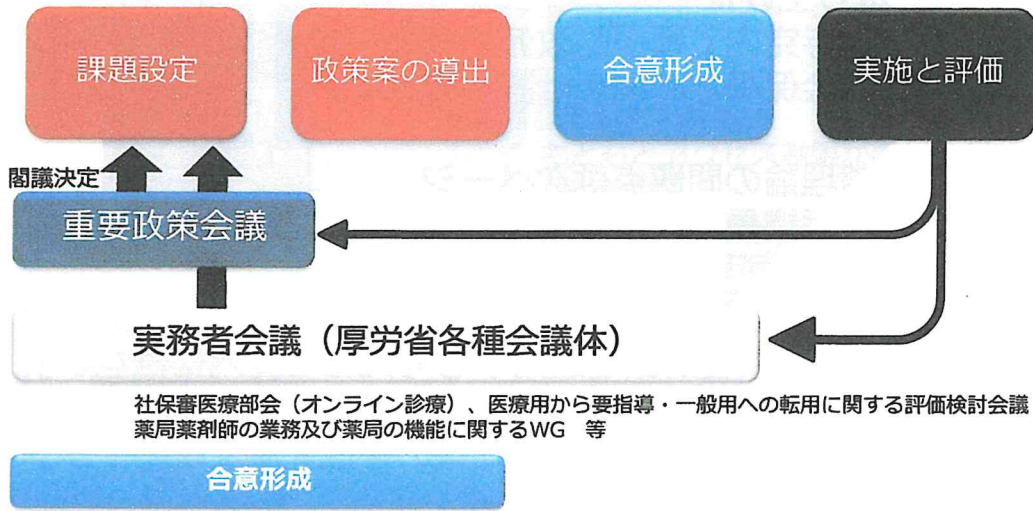 課題設定
政策案の導出
合意形成
実施と評価
閣議決定
重要政策会議
実務者会議（厚労省各種会議体）
社保審医療部会（オンライン診療）、医療用から要指導・一般用への転用に関する評価検討会議
薬局薬剤師の業務及び薬局の機能に関するWG　等
合意形成